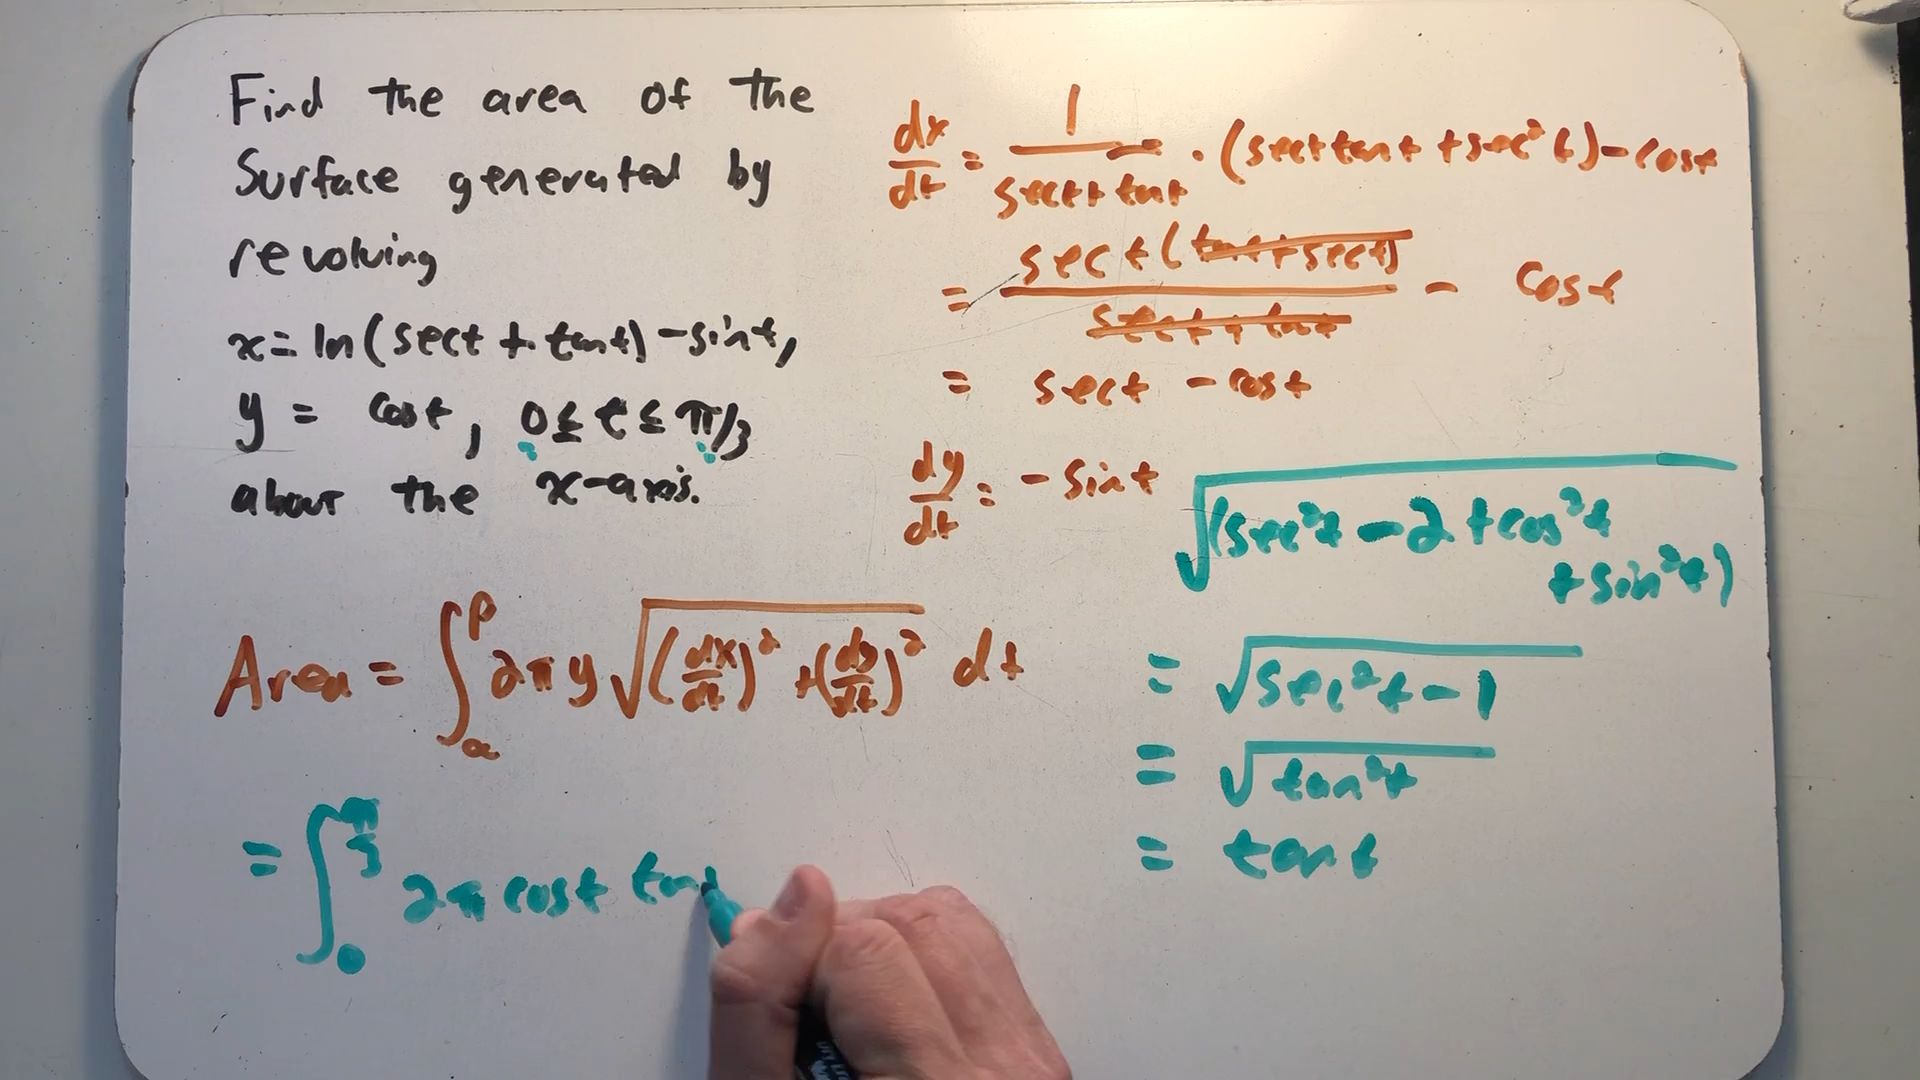 Find the area of the
Surface generated by
revolving
x = ln(sect + tant) - sint,
y = cost, 0 ≤ t ≤ π/3
about the x-axis.
Area = ∫_α^β 2πy √((dx/dt)² + (dy/dt)²) dt
= ∫_0^(π/3) 2π cost tan
dx/dt = 1/(sect + tant) · (sect tant + sec²t) - cost
= sect(tant + sect)/(sect + tant) - cost
= sect - cost
dy/dt = -sint
√(sec²t - 2 + cos²t
+ sin²t)
= √(sec²t - 1)
= √(tan²t)
= tant